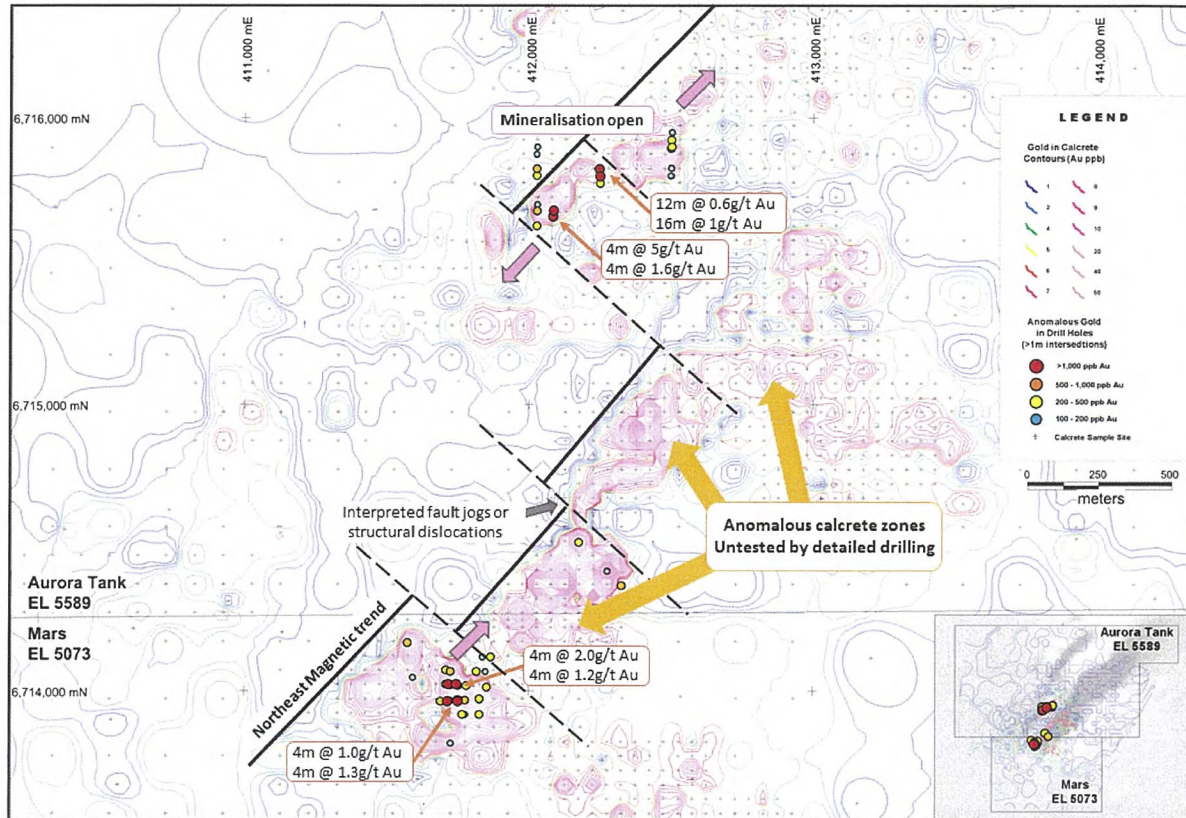 411,000 mE
412,000 mE
413,000 mE
414,000 mE
6,716,000 mN
Mineralisation open
12m @ 0.6g/t Au
16m @ 1g/t Au
4m @ 5g/t Au
4m @ 1.6g/t Au
6,715,000 mN
Interpreted fault jogs or
structural dislocations
Anomalous calcrete zones
Untested by detailed drilling
Aurora Tank
EL 5589
Mars
EL 5073
Northeast Magnetic trend
4m @ 2.0g/t Au
4m @ 1.2g/t Au
6,714,000 mN
4m @ 1.0g/t Au
4m @ 1.3g/t Au
LEGEND
Gold in Calcrete
Contours (Au ppb)
1 8
2 9
4 10
5 20
6 40
7 60
Anomalous Gold
in Drill Holes
(>1m intersedtions)
>1,000 ppb Au
500 - 1,000 ppb Au
200 - 500 ppb Au
100 - 200 ppb Au
Calcrete Sample Site
0 250 500
meters
Aurora Tank
EL 5589
Mars
EL 5073